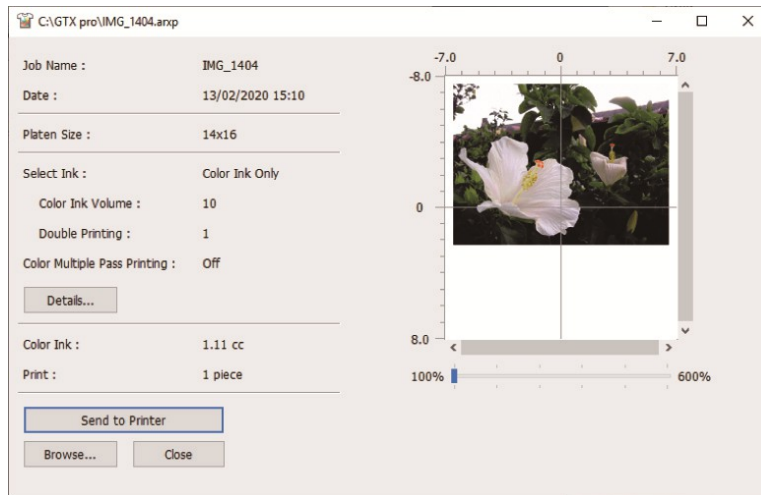 C:\GTX pro\IMG_1404.arxp
Job Name : IMG_1404
Date : 13/02/2020 15:10
Platen Size : 14x16
Select Ink : Color Ink Only
Color Ink Volume : 10
Double Printing : 1
Color Multiple Pass Printing : Off
Details...
Color Ink : 1.11 cc
Print : 1 piece
Send to Printer
Browse... Close
-7.0 0 7.0
-8.0
0
8.0
100% 600%